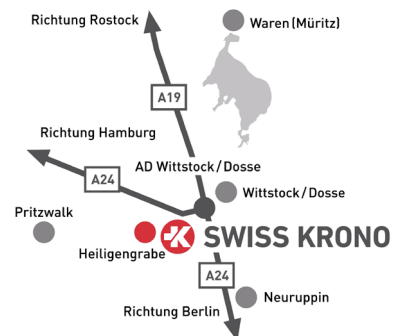 Richtung Rostock
Waren (Müritz)
A19
Richtung Hamburg
AD Wittstock / Dosse
A24
Wittstock / Dosse
Pritzwalk
SWISS KRONO
Heiligengrabe
A24
Neuruppin
Richtung Berlin